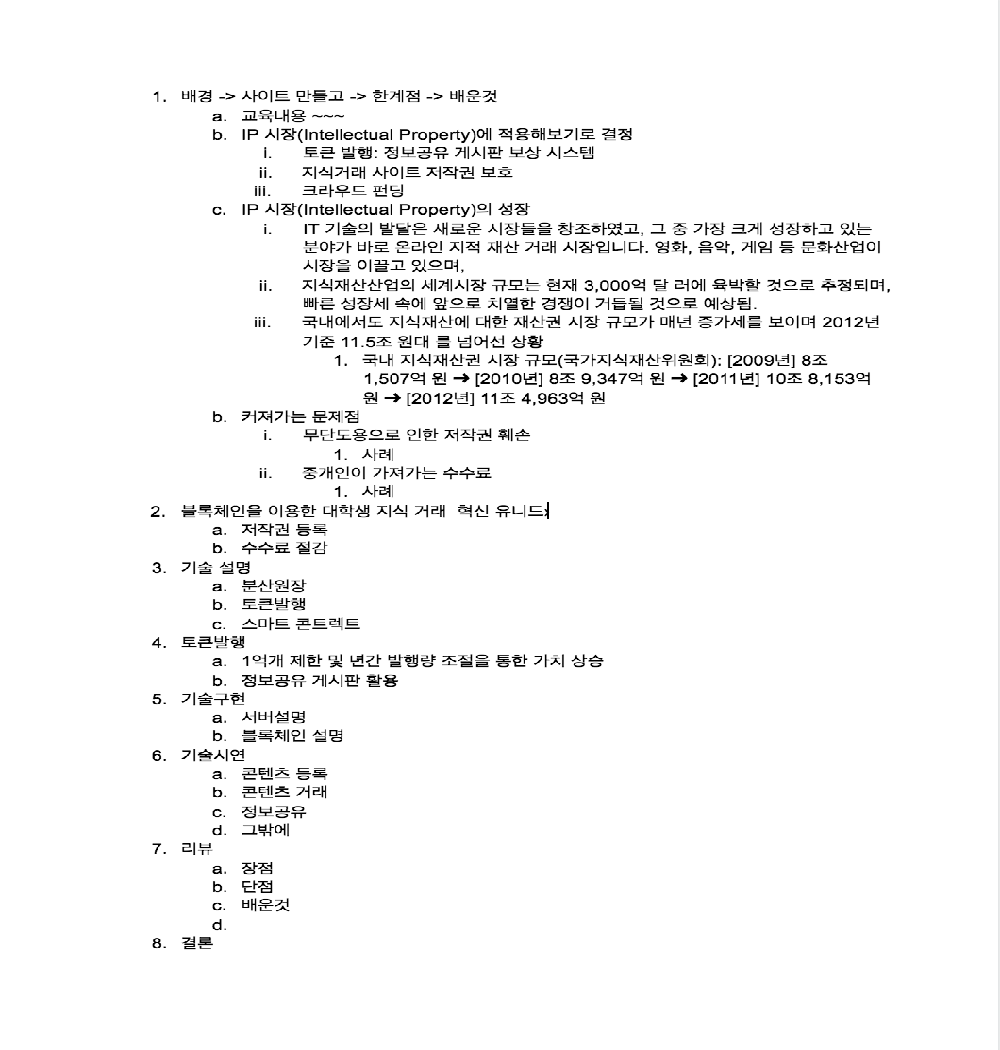 1. 배경 -> 사이트 만들고 -> 한계점 -> 배운것
a. 교육내용 ~~~
b. IP 시장(Intellectual Property)에 적용해보기로 결정
i. 토큰 발행: 정보공유 게시판 보상 시스템
ii. 지식거래 사이트 저작권 보호
iii. 크라우드 펀딩
c. IP 시장(Intellectual Property)의 성장
i. IT 기술의 발달은 새로운 시장들을 창조하였고, 그 중 가장 크게 성장하고 있는
분야가 바로 온라인 지적 재산 거래 시장입니다. 영화, 음악, 게임 등 문화산업이
시장을 이끌고 있으며,
ii. 지식재산산업의 세계시장 규모는 현재 3,000억 달 러에 육박할 것으로 추정되며,
빠른 성장세 속에 앞으로 치열한 경쟁이 거듭될 것으로 예상됨.
iii. 국내에서도 지식재산에 대한 재산권 시장 규모가 매년 증가세를 보이며 2012년
기준 11.5조 원대 를 넘어선 상황
1. 국내 지식재산권 시장 규모(국가지식재산위원회): [2009년] 8조
1,507억 원 ➔ [2010년] 8조 9,347억 원 ➔ [2011년] 10조 8,153억
원 ➔ [2012년] 11조 4,963억 원
b. 커져가는 문제점
i. 무단도용으로 인한 저작권 훼손
1. 사례
ii. 중개인이 가져가는 수수료
1. 사례
2. 블록체인을 이용한 대학생 지식 거래 혁신 유니드x
a. 저작권 등록
b. 수수료 절감
3. 기술 설명
a. 분산원장
b. 토큰발행
c. 스마트 콘트렉트
4. 토큰발행
a. 1억개 제한 및 년간 발행량 조절을 통한 가치 상승
b. 정보공유 게시판 활용
5. 기술구현
a. 서버설명
b. 블록체인 설명
6. 기술시연
a. 콘텐츠 등록
b. 콘텐츠 거래
c. 정보공유
d. 그밖에
7. 리뷰
a. 장점
b. 단점
c. 배운것
d.
8. 결론